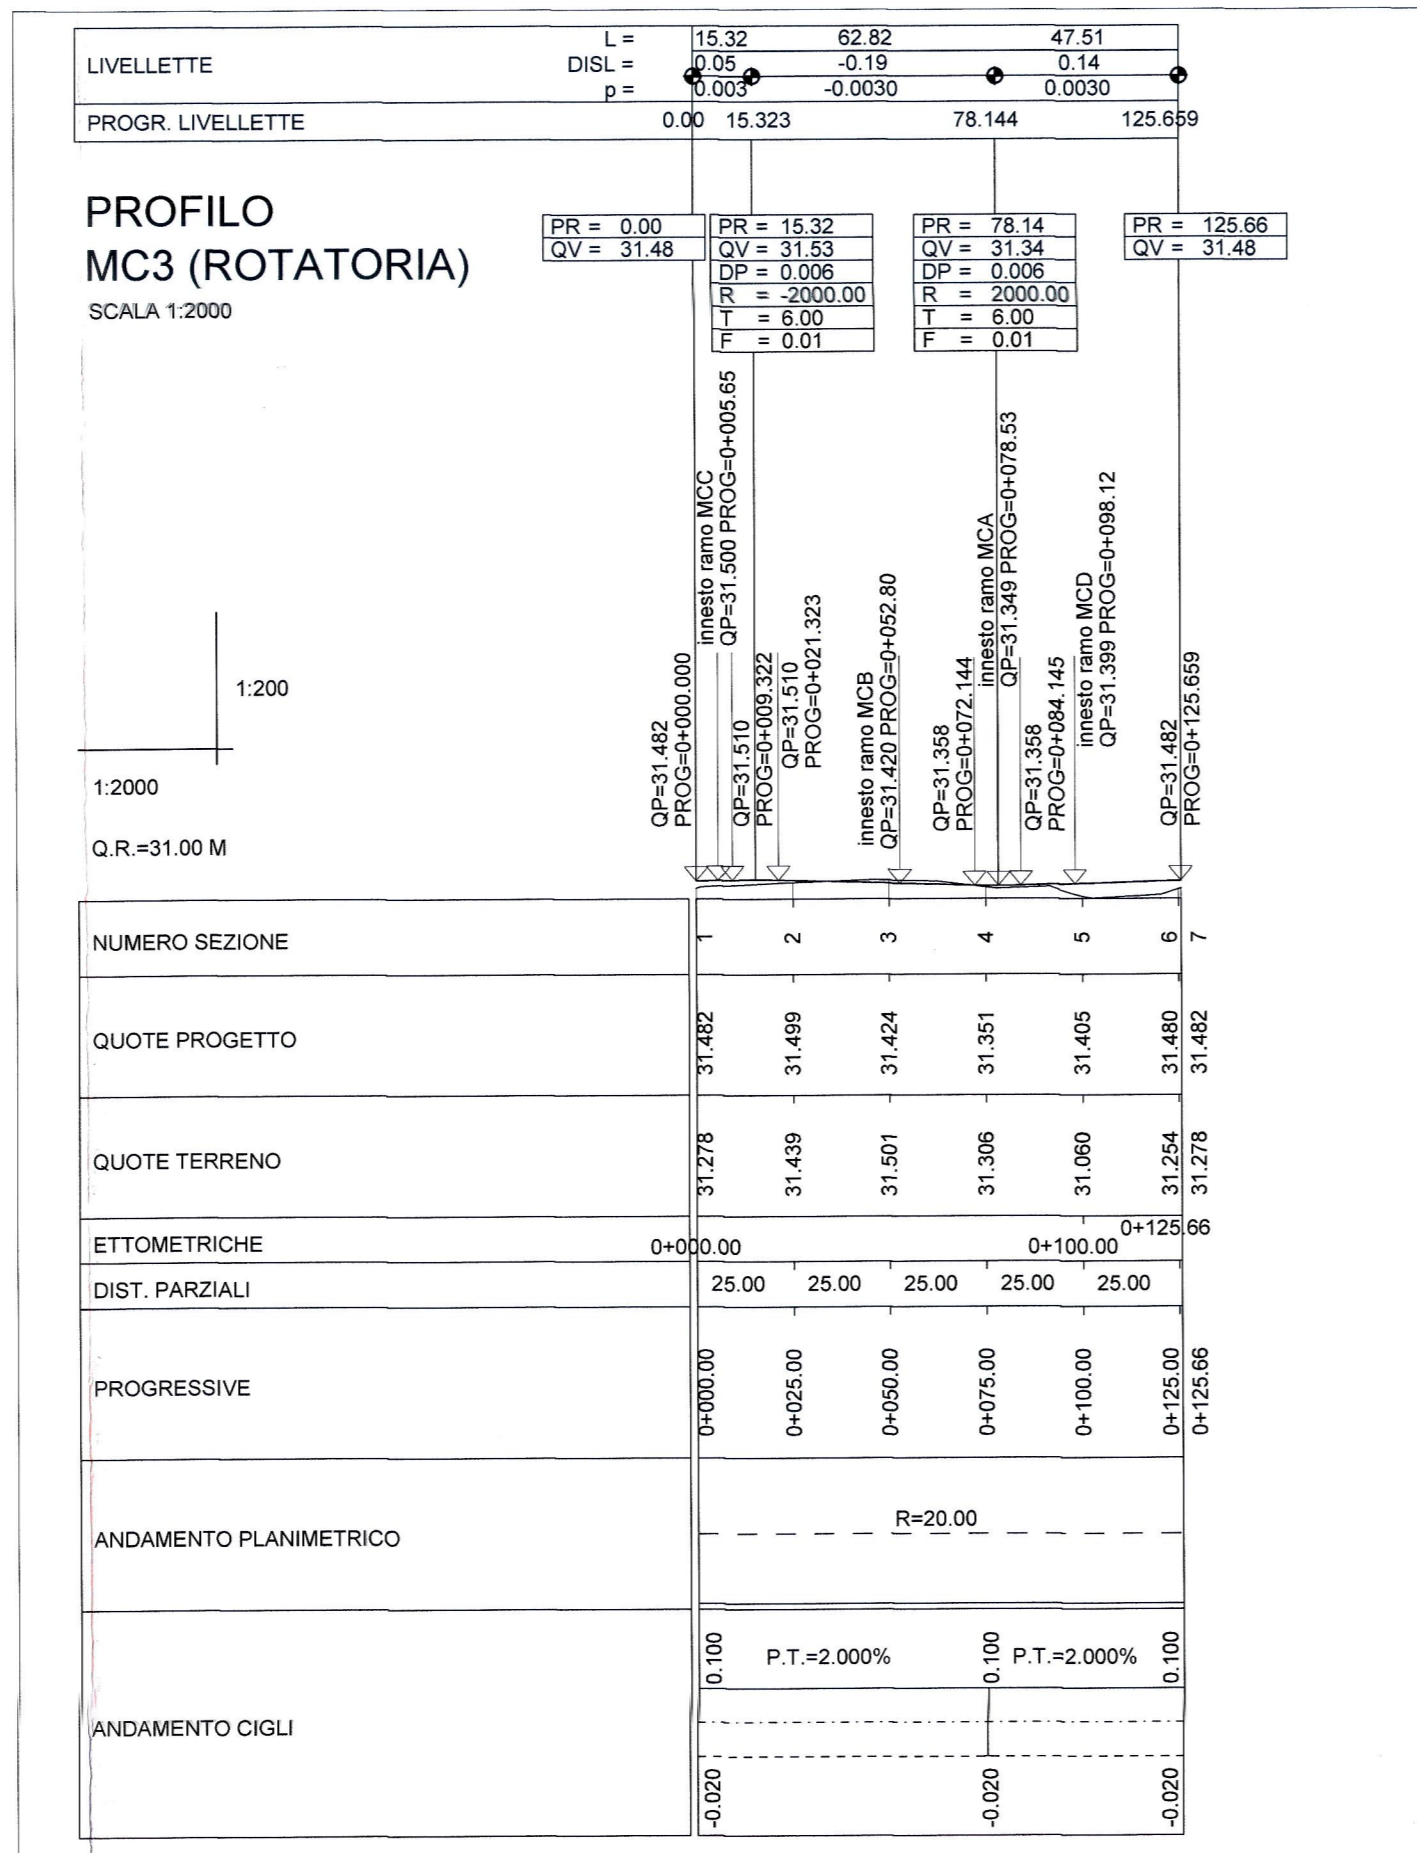 LIVELLETTE
L = 15.32 62.82 47.51
DISL = 0.05 -0.19 0.14
p = 0.003 -0.0030 0.0030
PROGR. LIVELLETTE 0.00 15.323 78.144 125.659
PROFILO
MC3 (ROTATORIA)
SCALA 1:2000
PR = 0.00
QV = 31.48
PR = 15.32
QV = 31.53
DP = 0.006
R = -2000.00
T = 6.00
F = 0.01
PR = 78.14
QV = 31.34
DP = 0.006
R = 2000.00
T = 6.00
F = 0.01
PR = 125.66
QV = 31.48
QP=31.482
PROG=0+000.000
innesto ramo MCC
QP=31.500 PROG=0+005.65
QP=31.510
PROG=0+009.322
QP=31.510
PROG=0+021.323
innesto ramo MCB
QP=31.420 PROG=0+052.80
QP=31.358
PROG=0+072.144
innesto ramo MCA
QP=31.349 PROG=0+078.53
QP=31.358
PROG=0+084.145
innesto ramo MCD
QP=31.399 PROG=0+098.12
QP=31.482
PROG=0+125.659
1:200
1:2000
Q.R.=31.00 M
NUMERO SEZIONE 1 2 3 4 5 6 7
QUOTE PROGETTO 31.482 31.499 31.424 31.351 31.405 31.480 31.482
QUOTE TERRENO 31.278 31.439 31.501 31.306 31.060 31.254 31.278
ETTOMETRICHE 0+000.00 0+100.00 0+125.66
DIST. PARZIALI 25.00 25.00 25.00 25.00 25.00
PROGRESSIVE 0+000.00 0+025.00 0+050.00 0+075.00 0+100.00 0+125.00 0+125.66
ANDAMENTO PLANIMETRICO R=20.00
ANDAMENTO CIGLI
0.100 P.T.=2.000% 0.100 P.T.=2.000% 0.100
-0.020 -0.020 -0.020